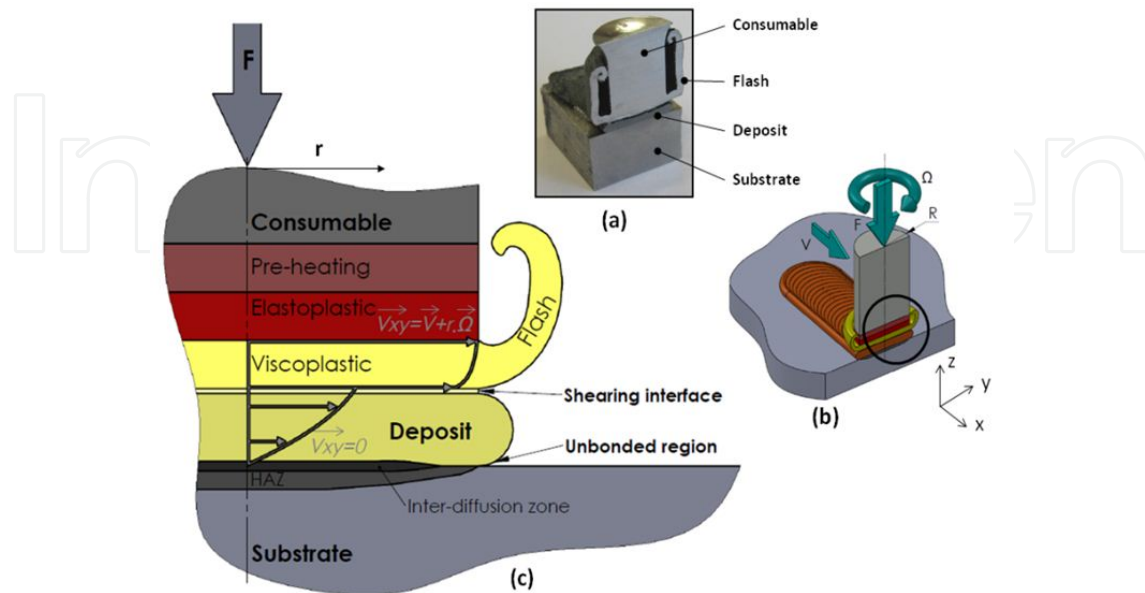 Consumable
Flash
Deposit
Substrate
(a)
F
r
Consumable
Pre-heating
Elastoplastic
Vxy=V+r.Ω
Viscoplastic
Flash
Shearing interface
Deposit
Vxy=0
Unbonded region
HAZ
Inter-diffusion zone
Substrate
(c)
Ω
R
F
V
z
y
x
(b)